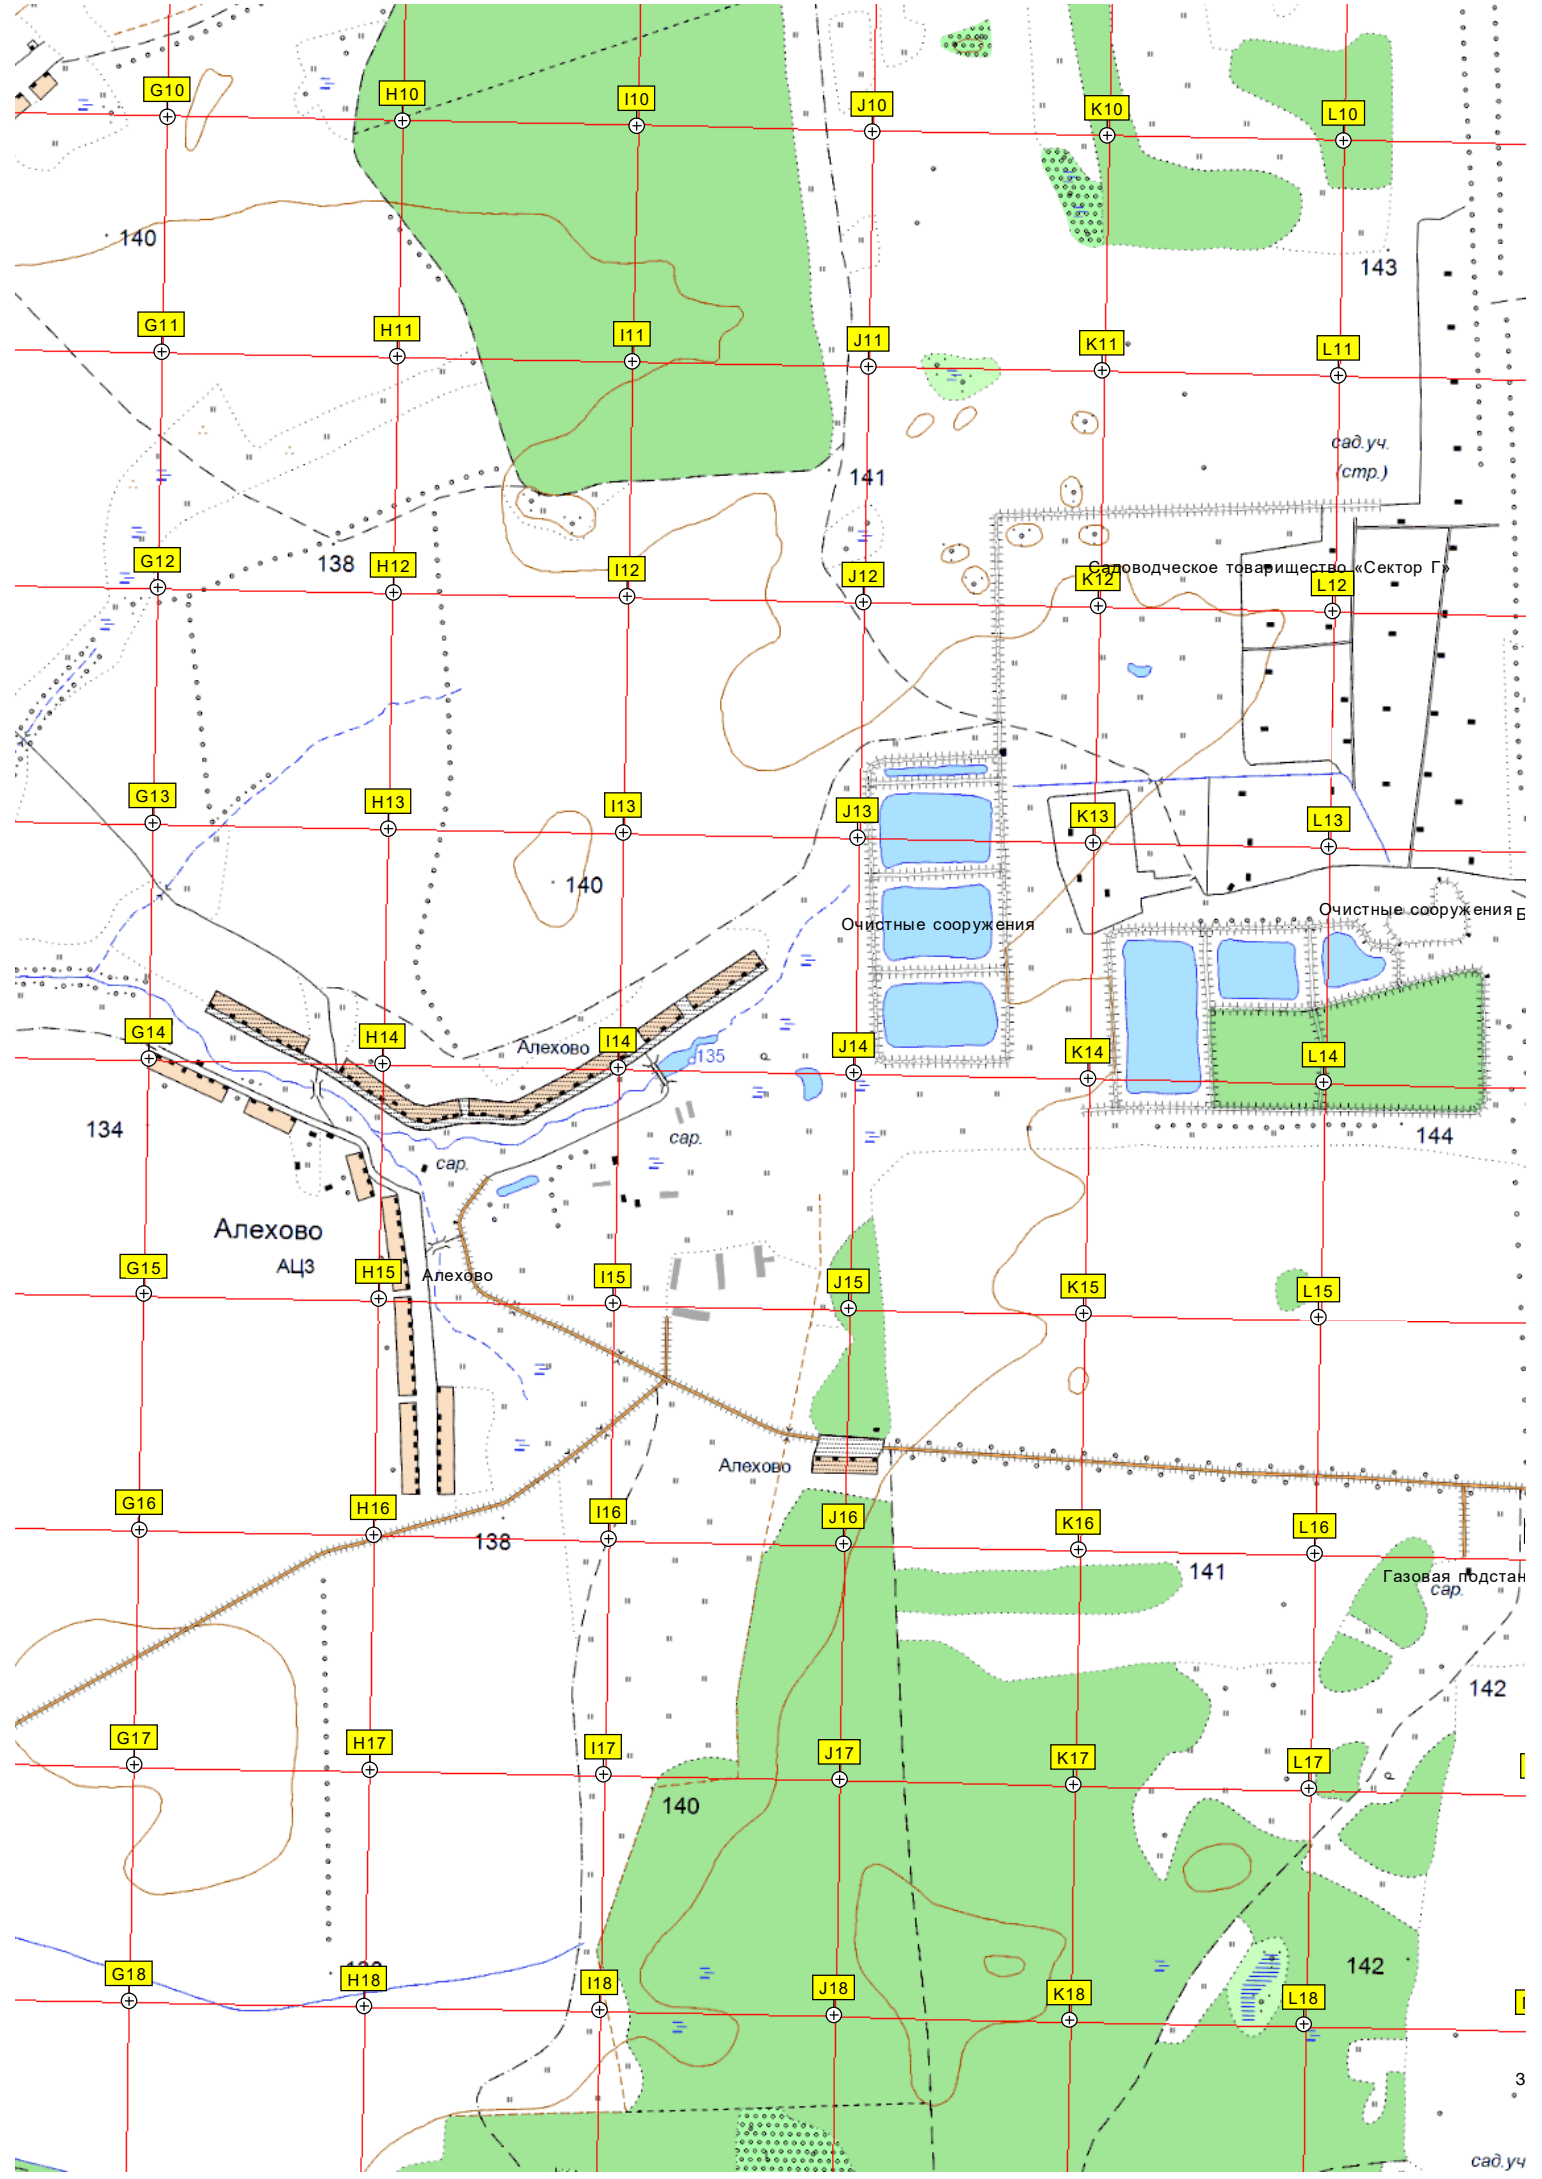 G10
H10
I10
J10
K10
L10
140
143
G11
H11
I11
J11
K11
L11
сад.уч.
(стр.)
141
138
G12
H12
I12
J12
K12
Садоводческое товарищество «Сектор Г»
L12
G13
H13
I13
J13
K13
L13
140
Очистные сооружения
Очистные сооружения
G14
H14
Алехово
I14
135
J14
K14
L14
134
сар.
сар.
144
Алехово
АЦЗ
G15
H15
Алехово
I15
J15
K15
L15
Алехово
G16
H16
138
I16
J16
K16
L16
141
Газовая подстан
сар.
142
G17
H17
I17
J17
K17
L17
140
142
G18
H18
I18
J18
K18
L18
сад.уч